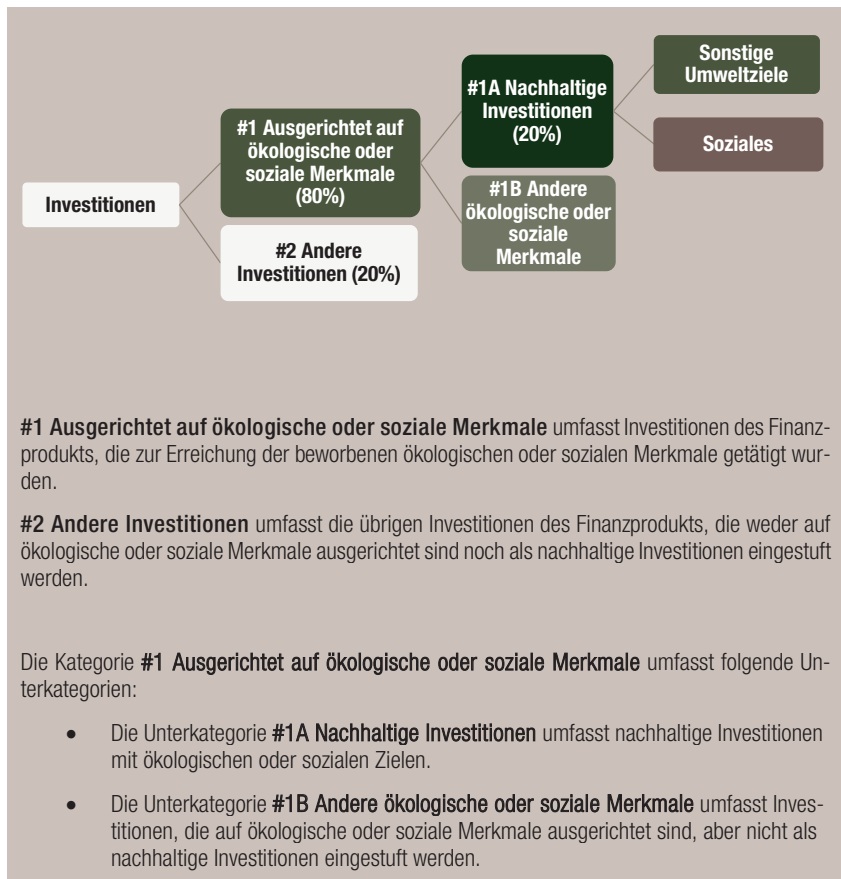 Sonstige
Umweltziele
#1A Nachhaltige
Investitionen
(20%)
#1 Ausgerichtet auf
ökologische oder
soziale Merkmale
(80%)
Soziales
#1B Andere
ökologische oder
soziale
Merkmale
Investitionen
#2 Andere
Investitionen (20%)
#1 Ausgerichtet auf ökologische oder soziale Merkmale umfasst Investitionen des Finanz-
produkts, die zur Erreichung der beworbenen ökologischen oder sozialen Merkmale getätigt wur-
den.
#2 Andere Investitionen umfasst die übrigen Investitionen des Finanzprodukts, die weder auf
ökologische oder soziale Merkmale ausgerichtet sind noch als nachhaltige Investitionen eingestuft
werden.
Die Kategorie #1 Ausgerichtet auf ökologische oder soziale Merkmale umfasst folgende Un-
terkategorien:
• Die Unterkategorie #1A Nachhaltige Investitionen umfasst nachhaltige Investitionen
mit ökologischen oder sozialen Zielen.
• Die Unterkategorie #1B Andere ökologische oder soziale Merkmale umfasst Inves-
titionen, die auf ökologische oder soziale Merkmale ausgerichtet sind, aber nicht als
nachhaltige Investitionen eingestuft werden.